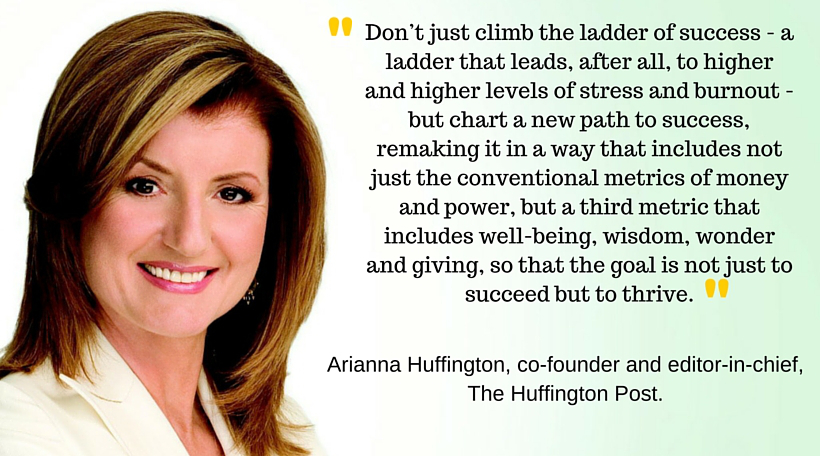 " Don't just climb the ladder of success - a
ladder that leads, after all, to higher
and higher levels of stress and burnout -
but chart a new path to success,
remaking it in a way that includes not
just the conventional metrics of money
and power, but a third metric that
includes well-being, wisdom, wonder
and giving, so that the goal is not just to
succeed but to thrive. "
Arianna Huffington, co-founder and editor-in-chief,
The Huffington Post.